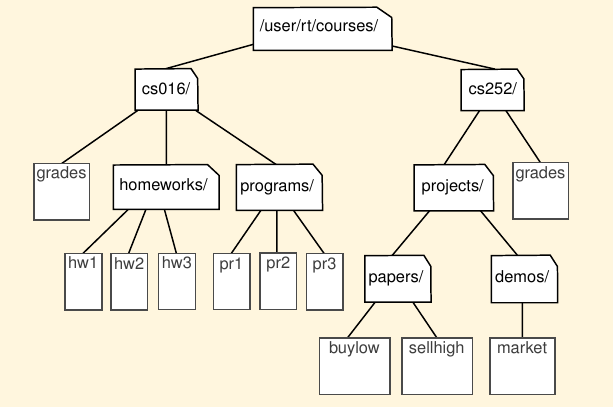 /user/rt/courses/
cs016/
cs252/
grades
homeworks/
programs/
projects/
grades
hw1
hw2
hw3
pr1
pr2
pr3
papers/
demos/
buylow
sellhigh
market